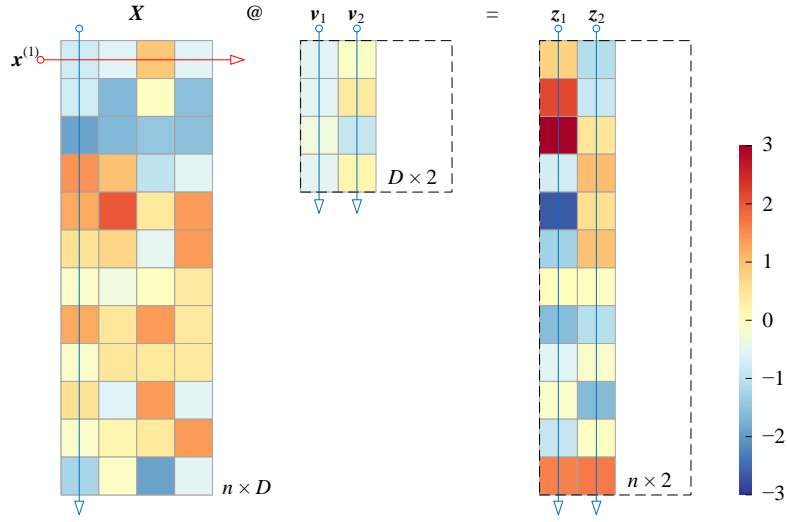 X @ v₁ v₂ = z₁ z₂
x⁽¹⁾
D × 2
n × D
n × 2
3
2
1
0
−1
−2
−3